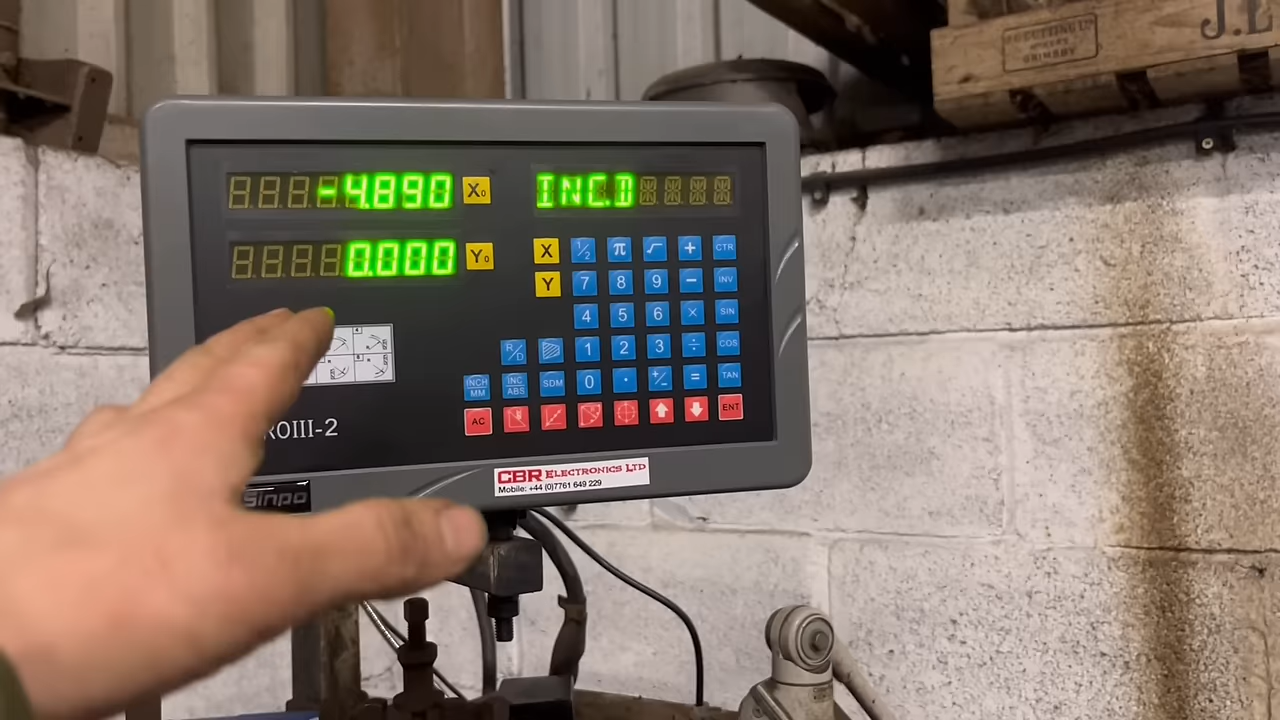 J.L
GRIMSBY
-4.890 X₀ INC.D
0.000 Y₀
X 1/2 π √ + CTR
Y 7 8 9 − INV
4 5 6 × SIN
R/D 1 2 3 ÷ COS
INCH/MM INC/ABS SDM 0 . +/− = TAN
AC ENT
ROIII-2
Sinpo
CBR ELECTRONICS LTD
Mobile: +44 (0)7761 649 229